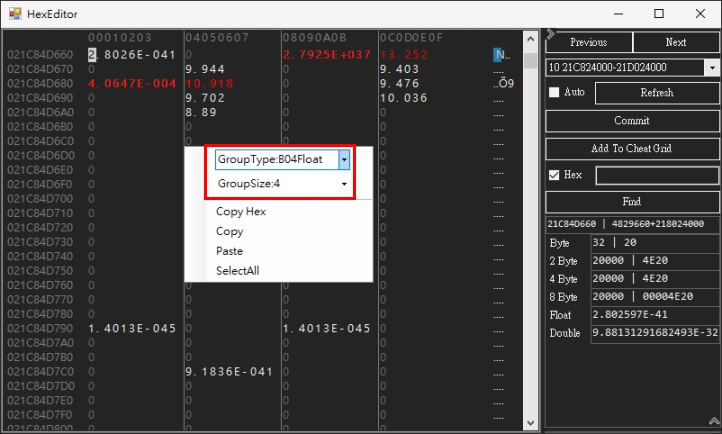 HexEditor
00010203 04050607 08090A0B 0C0D0E0F
021C84D660 2.8026E-041 0 2.7925E+037 13.252 N..
021C84D670 0 9.944 0 9.403 ....
021C84D680 4.0647E-004 10.918 0 9.476 ..Õ9
021C84D690 0 9.702 0 10.036 ....
021C84D6A0 0 8.89 0 0 ....
021C84D6B0 0 0 0 0 ....
021C84D6C0 0 0 0 ....
021C84D6D0 0 0 ....
021C84D6E0 0 0 ....
021C84D6F0 0 0 ....
021C84D700 0 0 ....
021C84D710 0 0 ....
021C84D720 0 0 ....
021C84D730 0 0 ....
021C84D740 0 0 ....
021C84D750 0 0 ....
021C84D760 0 0 ....
021C84D770 0 0 0 0 ....
021C84D780 0 0 0 0 ....
021C84D790 1.4013E-045 0 1.4013E-045 0 ....
021C84D7A0 0 0 0 0 ....
021C84D7B0 0 0 0 0 ....
021C84D7C0 0 9.1836E-041 0 0 ....
021C84D7D0 0 0 0 0 ....
021C84D7E0 0 0 0 0 ....
021C84D7F0 0 0 0 0 ....
021C84D800 0 0 0 0 ....
GroupType:B04Float
GroupSize:4
Copy Hex
Copy
Paste
SelectAll
Previous Next
10 21C824000-21D024000
Auto Refresh
Commit
Add To Cheat Grid
Hex
Find
21C84D660 | 4829660+218024000
Byte 32 | 20
2 Byte 20000 | 4E20
4 Byte 20000 | 4E20
8 Byte 20000 | 00004E20
Float 2.802597E-41
Double 9.88131291682493E-32